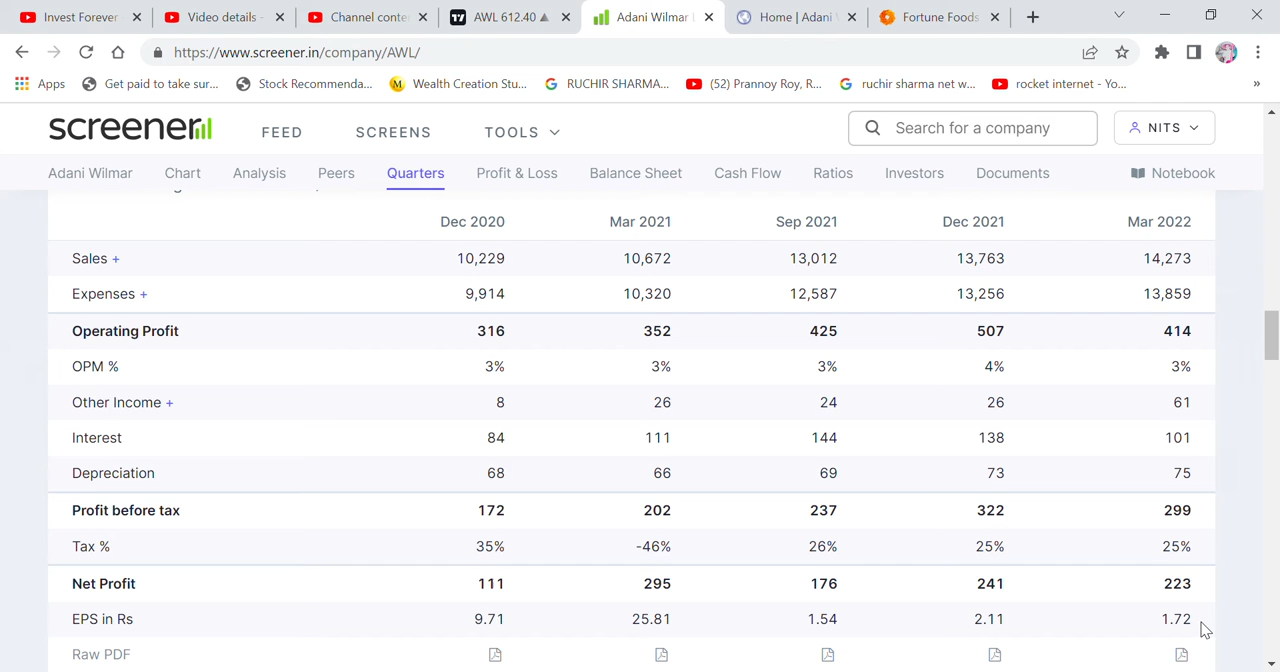 Invest Forever
Video details -
Channel conte
AWL 612.40
Adani Wilmar
Home | Adani
Fortune Foods
https://www.screener.in/company/AWL/
Apps
Get paid to take sur...
Stock Recommenda...
Wealth Creation Stu...
RUCHIR SHARMA...
(52) Prannoy Roy, R...
ruchir sharma net w...
rocket internet - Yo...
»
screener
FEED
SCREENS
TOOLS
Search for a company
NITS
Adani Wilmar Chart Analysis Peers Quarters Profit & Loss Balance Sheet Cash Flow Ratios Investors Documents Notebook
Dec 2020 Mar 2021 Sep 2021 Dec 2021 Mar 2022
Sales + 10,229 10,672 13,012 13,763 14,273
Expenses + 9,914 10,320 12,587 13,256 13,859
Operating Profit 316 352 425 507 414
OPM % 3% 3% 3% 4% 3%
Other Income + 8 26 24 26 61
Interest 84 111 144 138 101
Depreciation 68 66 69 73 75
Profit before tax 172 202 237 322 299
Tax % 35% -46% 26% 25% 25%
Net Profit 111 295 176 241 223
EPS in Rs 9.71 25.81 1.54 2.11 1.72
Raw PDF